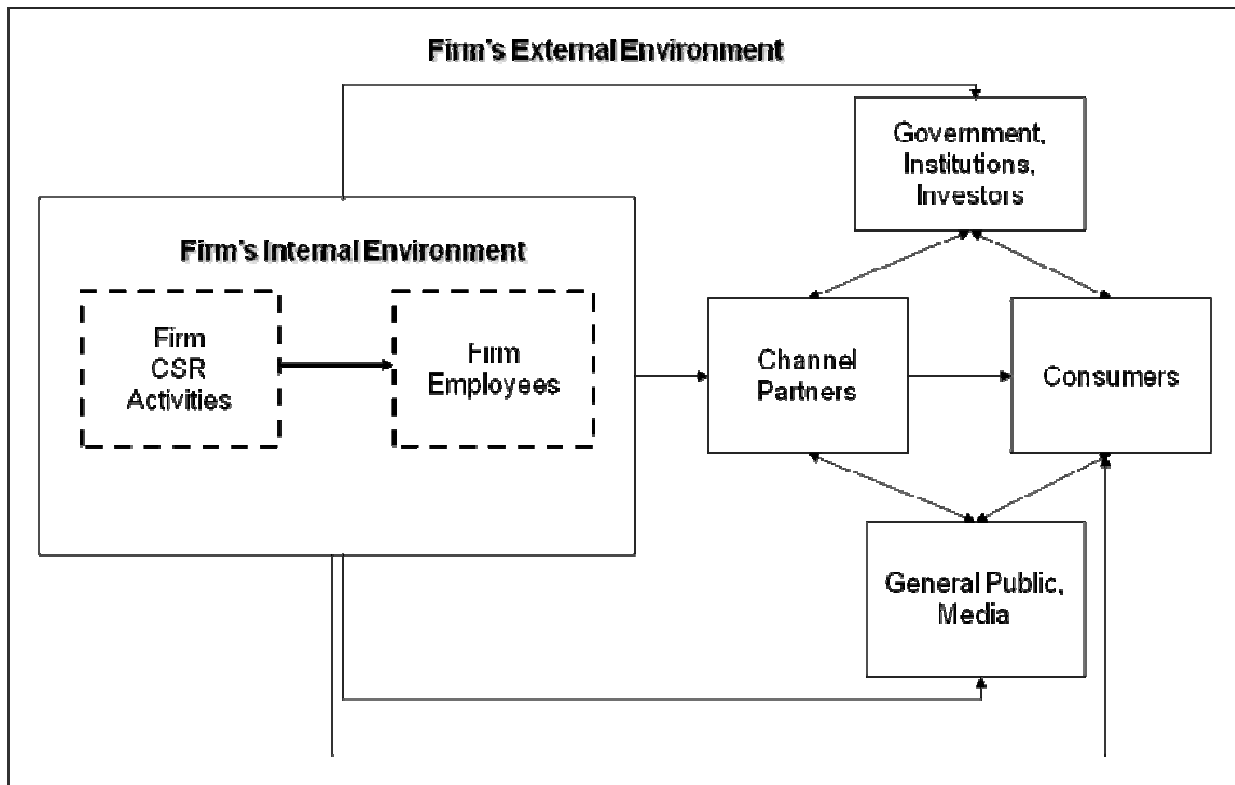 Firm's External Environment
Government,
Institutions,
Investors
Firm's Internal Environment
Firm
CSR
Activities
Firm
Employees
Channel
Partners
Consumers
General Public,
Media